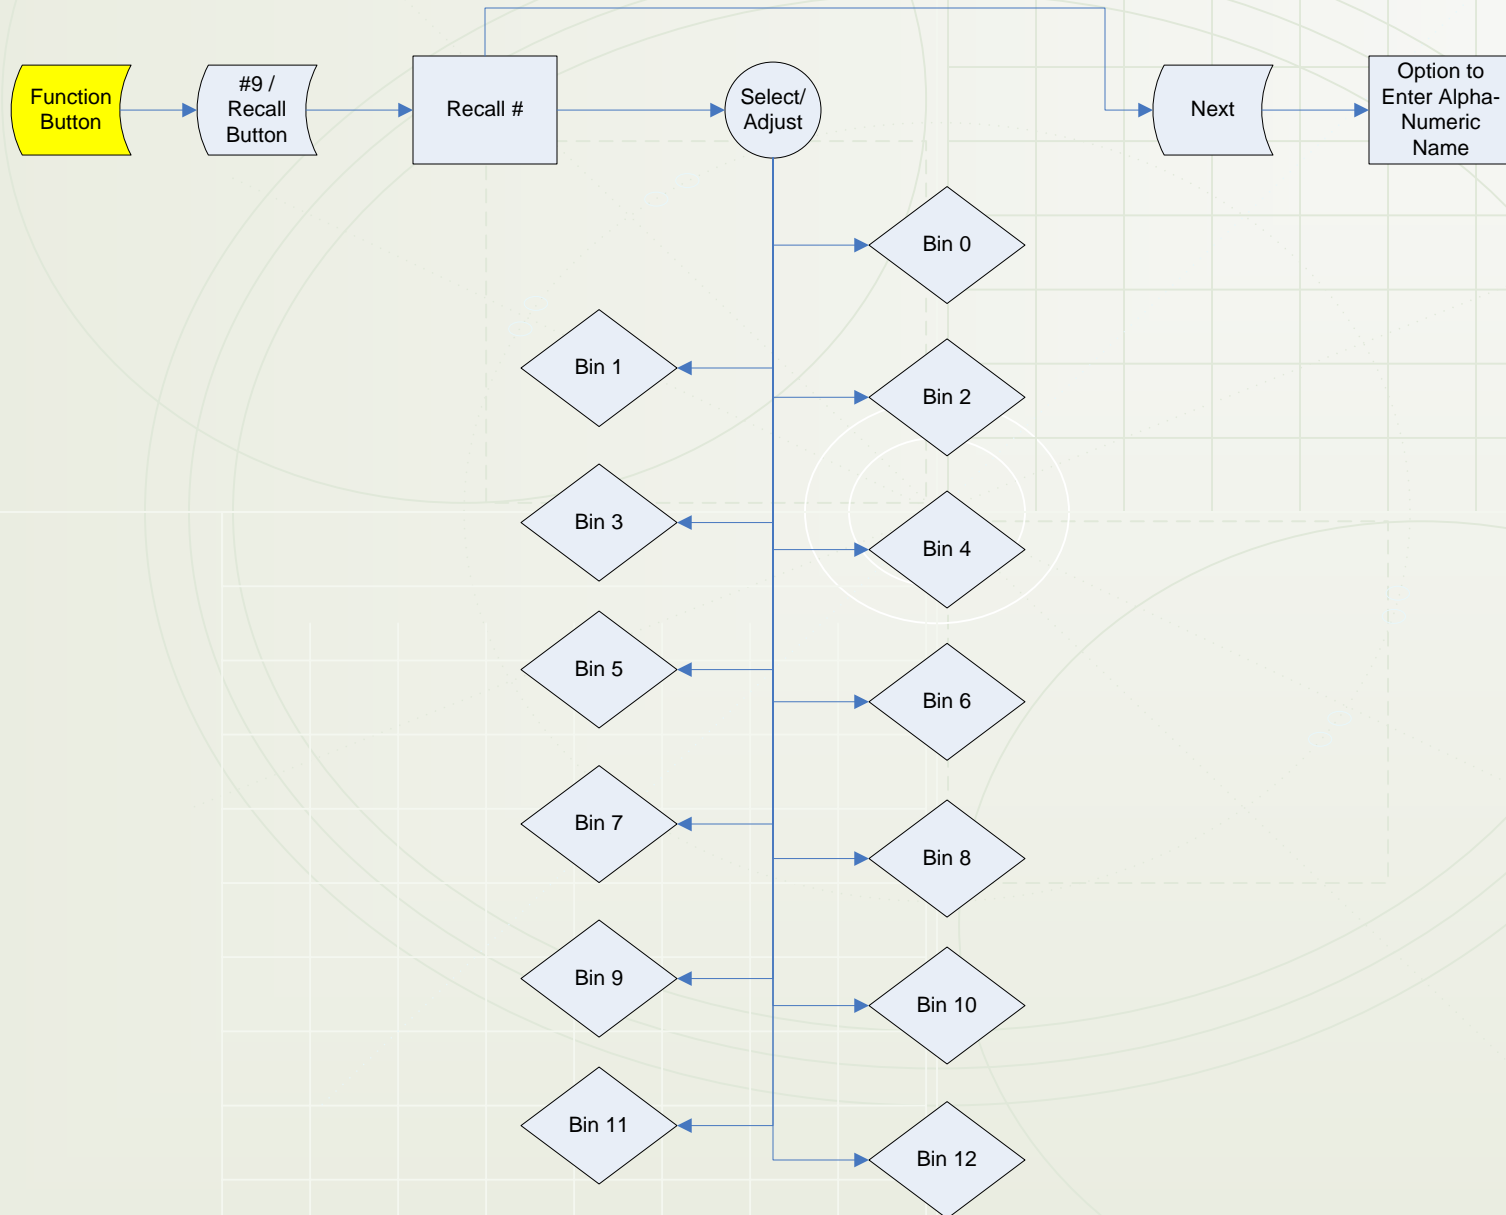 Function
Button
#9 /
Recall
Button
Recall #
Select/
Adjust
Next
Option to
Enter Alpha-
Numeric
Name
Bin 0
Bin 1
Bin 2
Bin 3
Bin 4
Bin 5
Bin 6
Bin 7
Bin 8
Bin 9
Bin 10
Bin 11
Bin 12